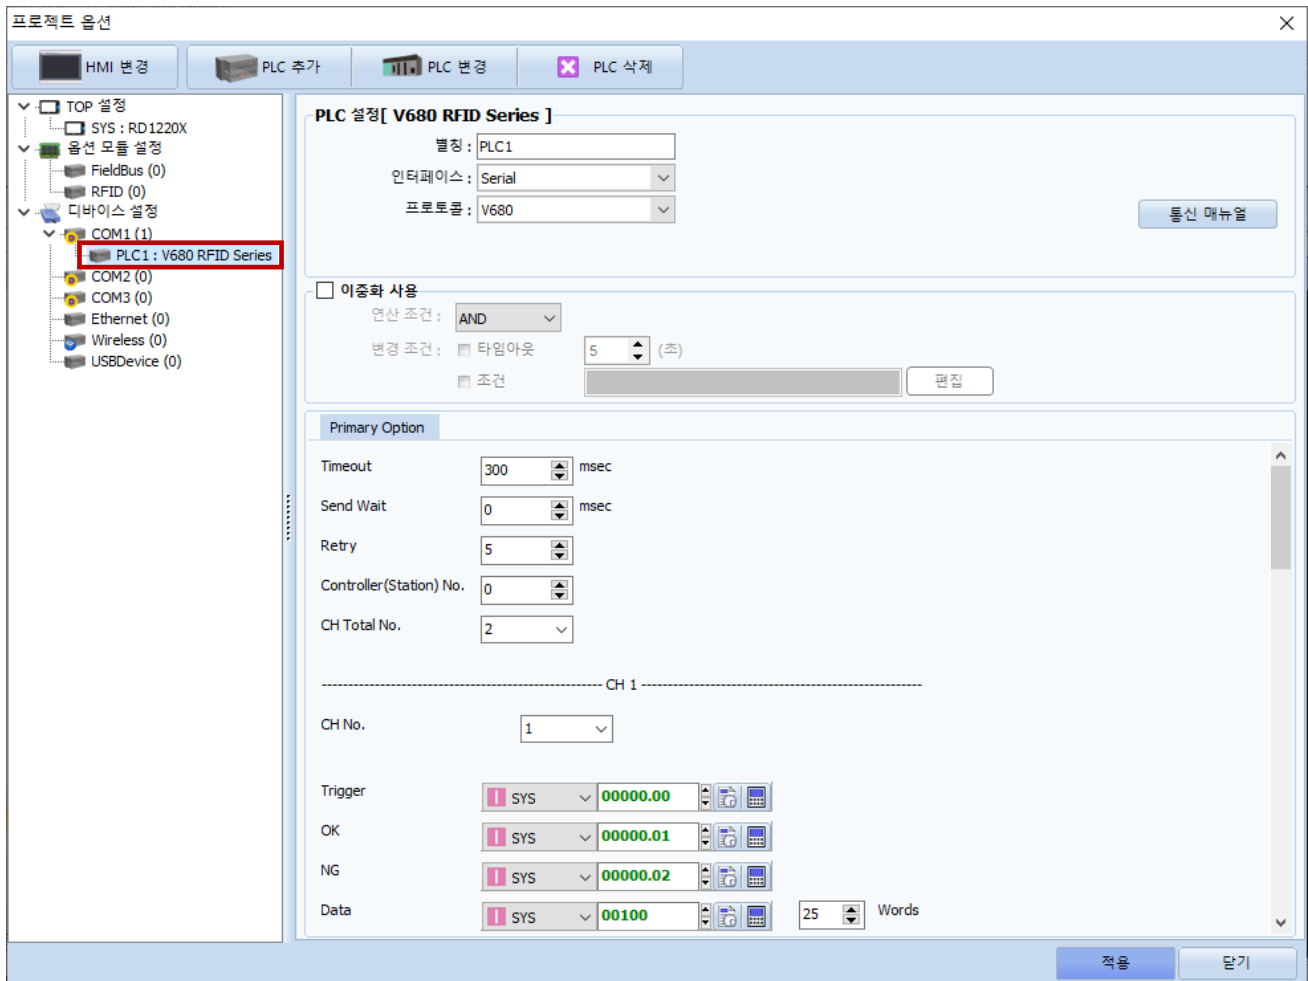 프로젝트 옵션
HMI 변경
PLC 추가
PLC 변경
PLC 삭제
TOP 설정
SYS : RD1220X
옵션 모듈 설정
FieldBus (0)
RFID (0)
디바이스 설정
COM1 (1)
PLC1 : V680 RFID Series
COM2 (0)
COM3 (0)
Ethernet (0)
Wireless (0)
USBDevice (0)
PLC 설정[ V680 RFID Series ]
별칭 : PLC1
인터페이스 : Serial
프로토콜 : V680
통신 매뉴얼
이중화 사용
연산 조건 : AND
변경 조건 : 타임아웃 5 (초)
조건 편집
Primary Option
Timeout 300 msec
Send Wait 0 msec
Retry 5
Controller(Station) No. 0
CH Total No. 2
CH 1
CH No. 1
Trigger SYS 00000.00
OK SYS 00000.01
NG SYS 00000.02
Data SYS 00100 25 Words
적용 닫기